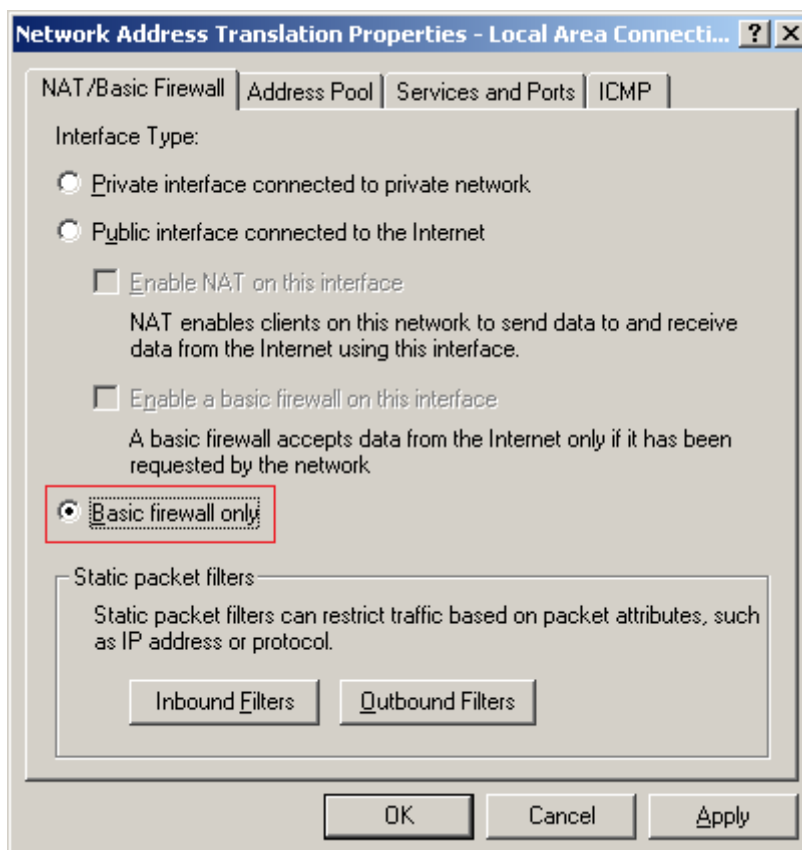 Network Address Translation Properties - Local Area Connecti... ? X
NAT/Basic Firewall Address Pool Services and Ports ICMP
Interface Type:
Private interface connected to private network
Public interface connected to the Internet
Enable NAT on this interface
NAT enables clients on this network to send data to and receive
data from the Internet using this interface.
Enable a basic firewall on this interface
A basic firewall accepts data from the Internet only if it has been
requested by the network
Basic firewall only
Static packet filters
Static packet filters can restrict traffic based on packet attributes, such
as IP address or protocol.
Inbound Filters Outbound Filters
OK Cancel Apply